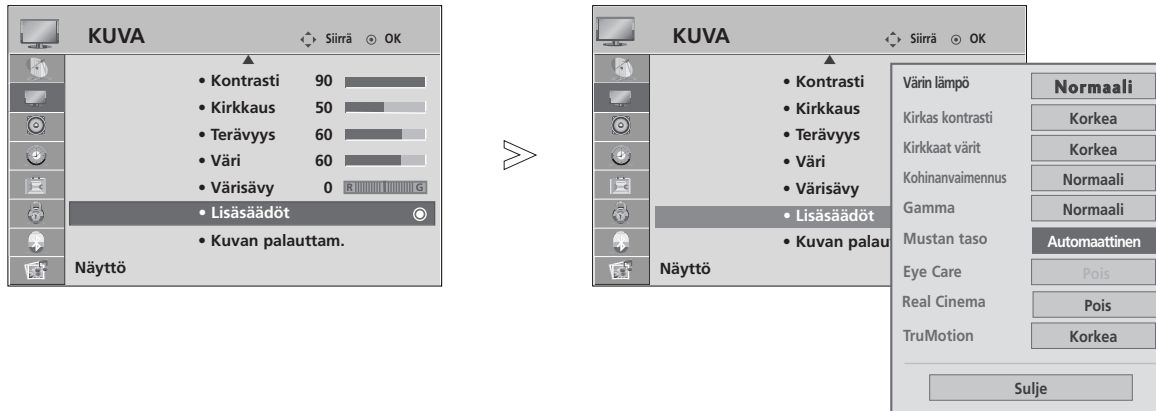 KUVA Siirrä OK
• Kontrasti 90
• Kirkkaus 50
• Terävyys 60
• Väri 60
• Värisävy 0 R G
• Lisäsäädöt
• Kuvan palauttam.
Näyttö
KUVA Siirrä OK
• Kontrasti
• Kirkkaus
• Terävyys
• Väri
• Värisävy
• Lisäsäädöt
• Kuvan palau
Näyttö
Värin lämpö Normaali
Kirkas kontrasti Korkea
Kirkkaat värit Korkea
Kohinanvaimennus Normaali
Gamma Normaali
Mustan taso Automaattinen
Eye Care Pois
Real Cinema Pois
TruMotion Korkea
Sulje